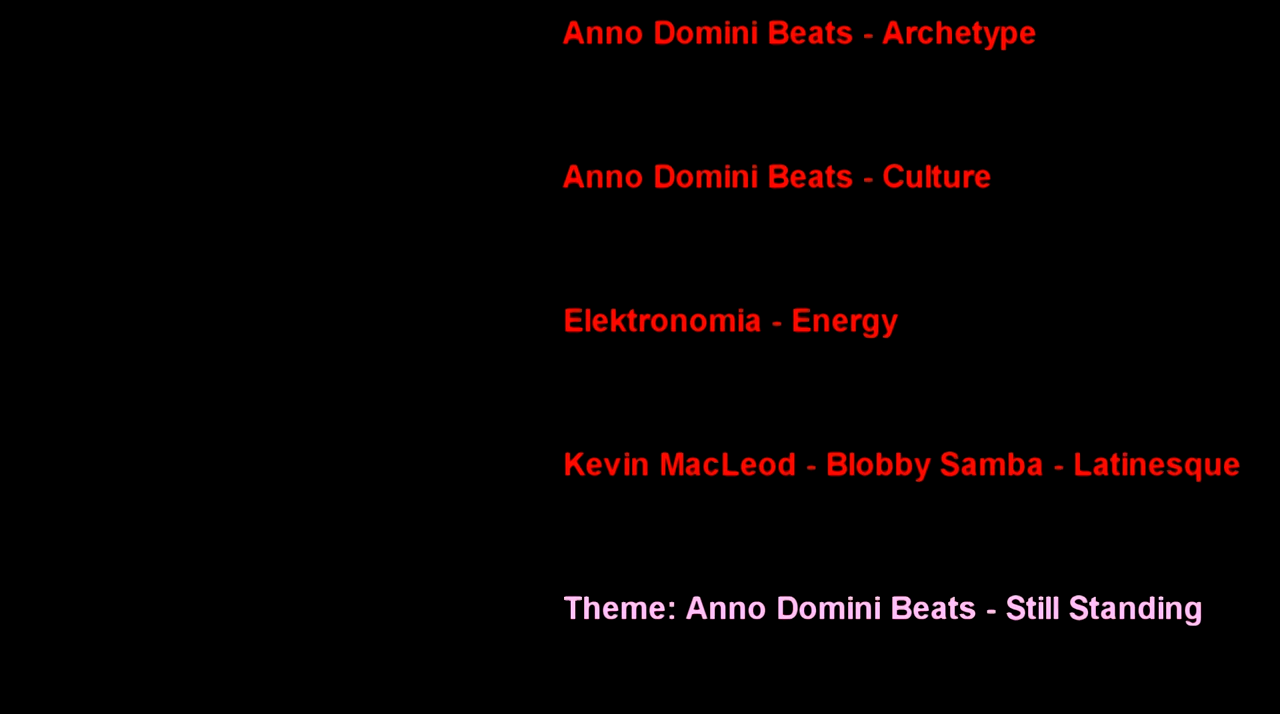 Anno Domini Beats - Archetype
Anno Domini Beats - Culture
Elektronomia - Energy
Kevin MacLeod - Blobby Samba - Latinesque
Theme: Anno Domini Beats - Still Standing